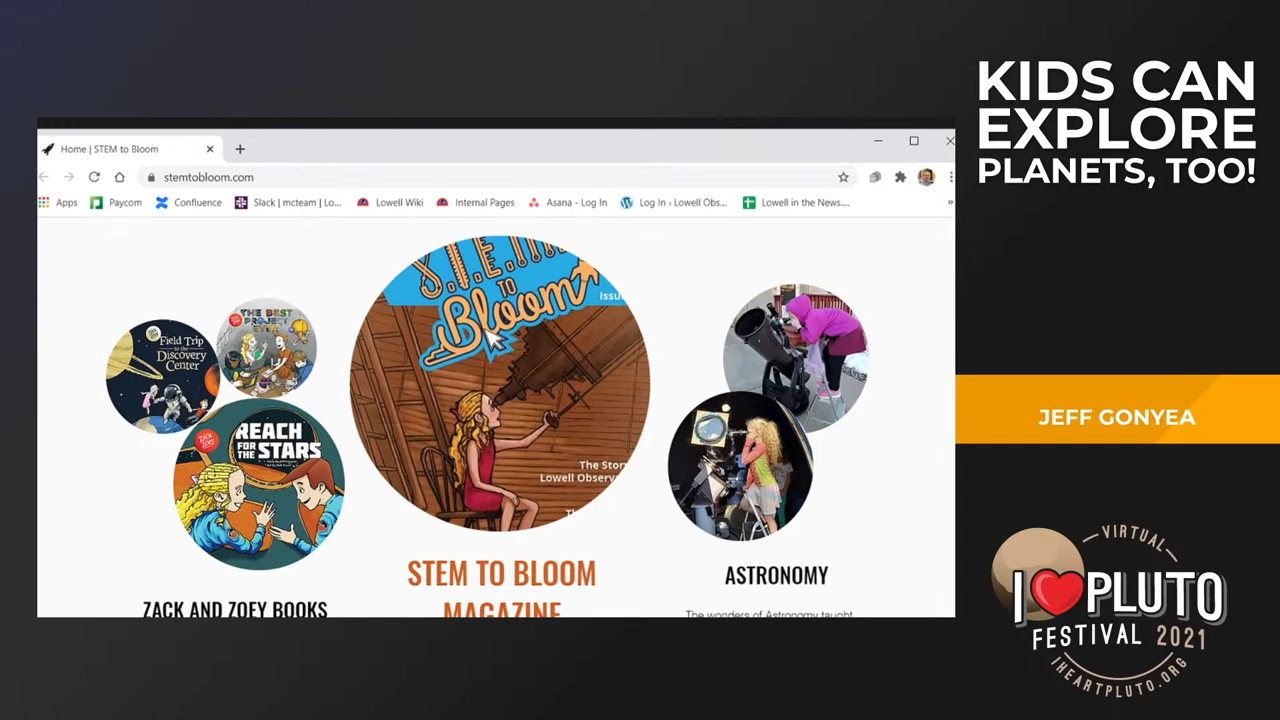 KIDS CAN
EXPLORE
PLANETS, TOO!
Home | STEM to Bloom
stemtobloom.com
Apps
Paycom
Confluence
Slack | mcteam | Lo...
Lowell Wiki
Internal Pages
Asana - Log In
Log In ‹ Lowell Obs...
Lowell in the News....
»
S.T.E.M.
TO
Bloom
Issu
The Stor
Lowell Observ
Field Trip
to the
Discovery
Center
THE BEST
PROJECT
EVER
REACH
FOR THE
STARS
ZACK AND ZOEY BOOKS
STEM TO BLOOM
MAGAZINE
ASTRONOMY
The wonders of Astronomy taught
JEFF GONYEA
VIRTUAL
I ❤ PLUTO
FESTIVAL 2021
IHEARTPLUTO.ORG